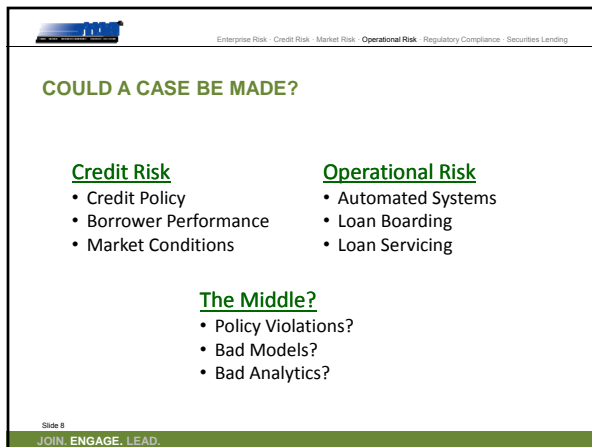 Enterprise Risk · Credit Risk · Market Risk · Operational Risk · Regulatory Compliance · Securities Lending
COULD A CASE BE MADE?
Credit Risk
• Credit Policy
• Borrower Performance
• Market Conditions
Operational Risk
• Automated Systems
• Loan Boarding
• Loan Servicing
The Middle?
• Policy Violations?
• Bad Models?
• Bad Analytics?
Slide 8
JOIN. ENGAGE. LEAD.